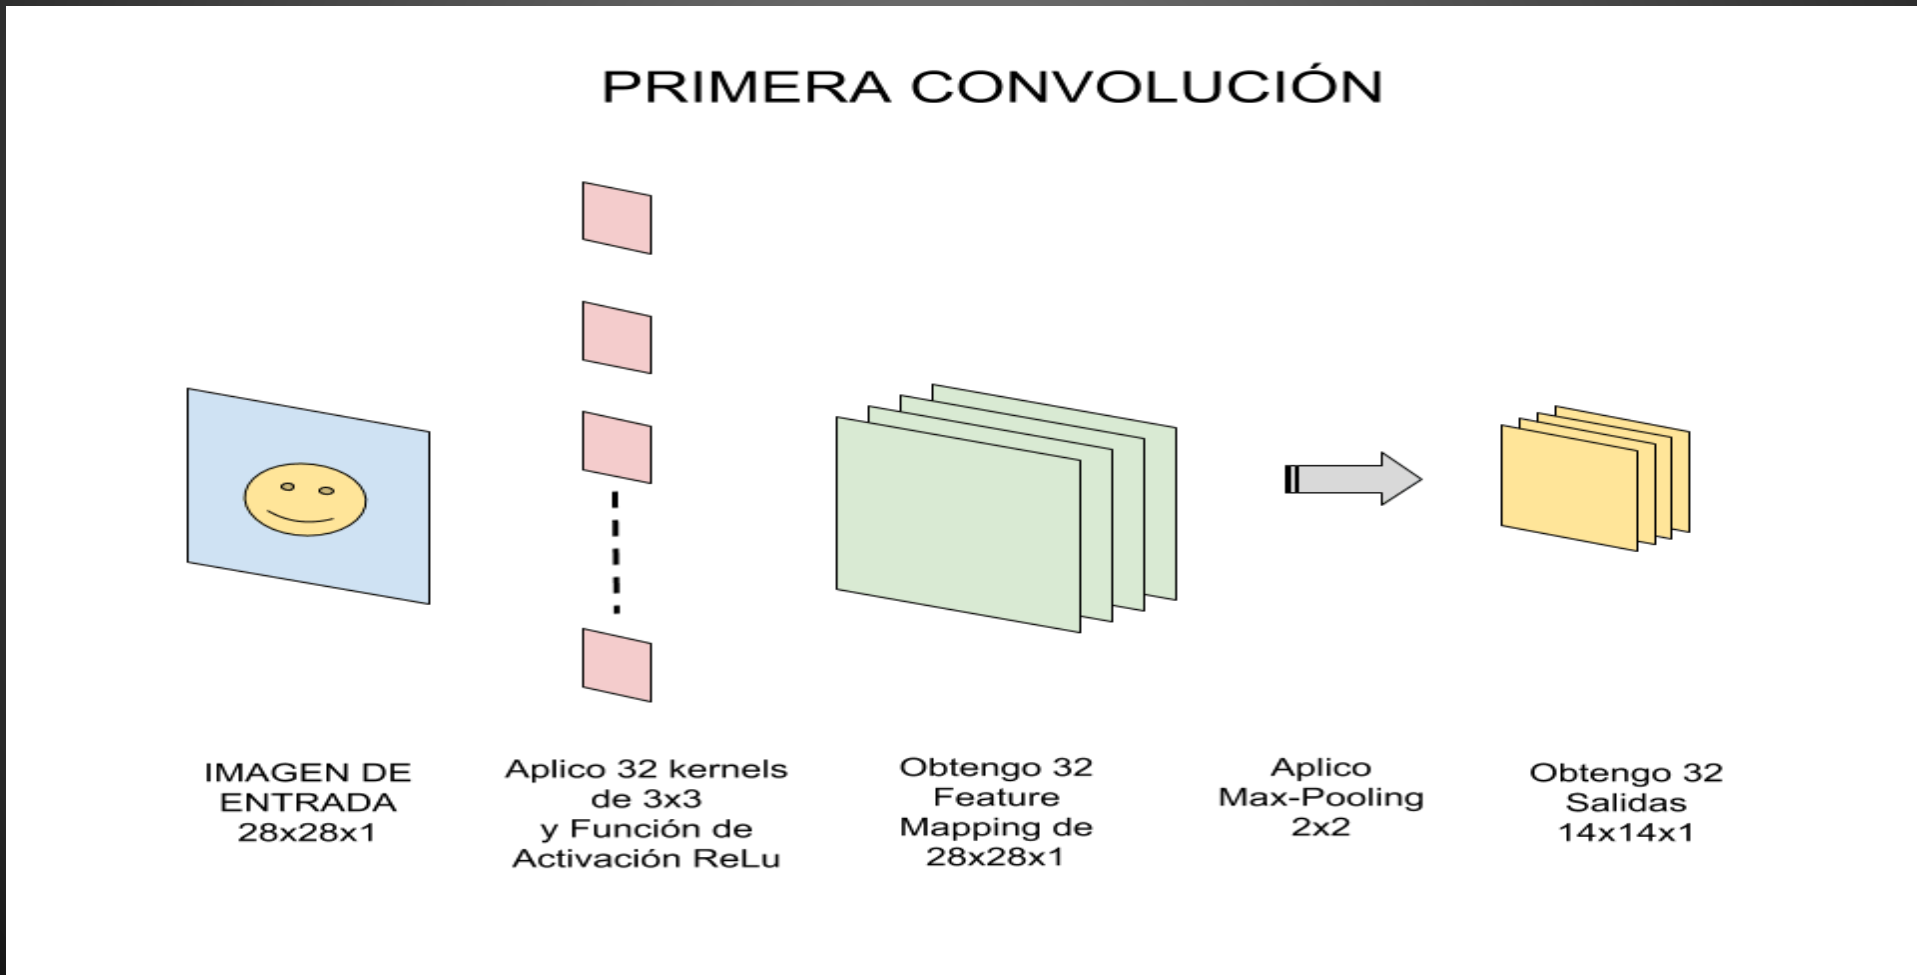 PRIMERA CONVOLUCIÓN
IMAGEN DE
ENTRADA
28x28x1
Aplico 32 kernels
de 3x3
y Función de
Activación ReLu
Obtengo 32
Feature
Mapping de
28x28x1
Aplico
Max-Pooling
2x2
Obtengo 32
Salidas
14x14x1